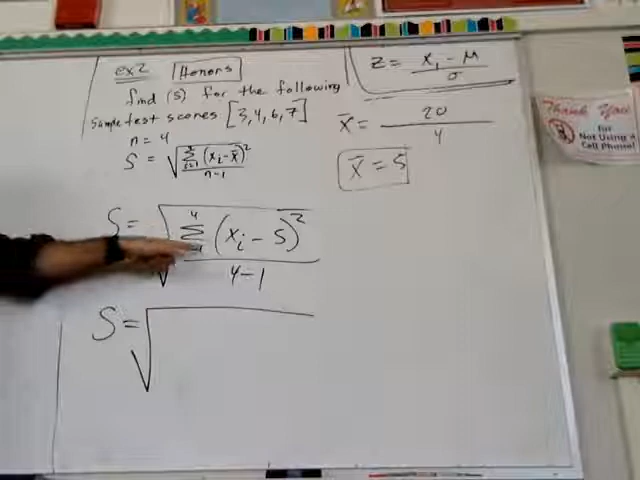 ex2 Honors
find (s) for the following
Sample test scores: [3,4,6,7]
n = 4
S = √(Σ (xᵢ - x̄)² / n-1)
S = √(Σ⁴ (xᵢ - 5)² / 4-1)
S = √
Z = xᵢ - μ / σ
x̄ = 20 / 4
x̄ = 5
Thank You
for
Not Using a
Cell Phone!